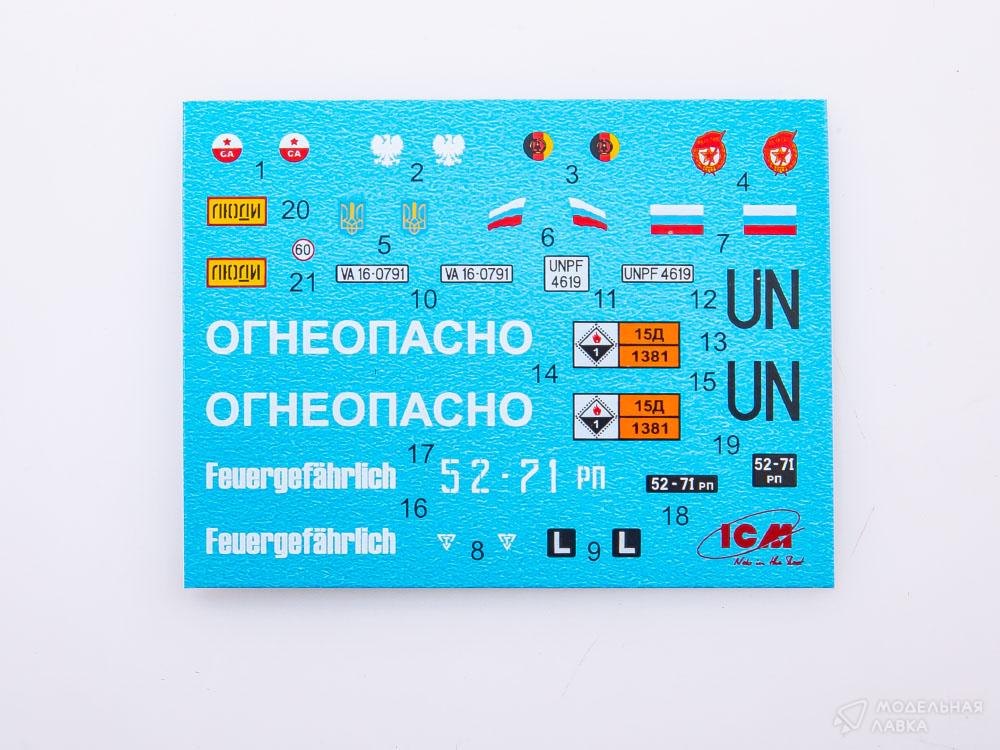 СА СА
1 2 3 4
ЛЮДИ 20
5 6 7
60
ЛЮДИ 21
VA 16-0791 VA 16-0791
10
UNPF
4619
11
UNPF 4619
12
UN
ОГНЕОПАСНО
1
15Д
1381
13
14
15
UN
ОГНЕОПАСНО
1
15Д
1381
19
17
Feuergefährlich
52-71 РП
52-71 РП
52-71
РП
16
18
Feuergefährlich
8
L 9 L
ICM
МОДЕЛЬНАЯ
ЛАВКА